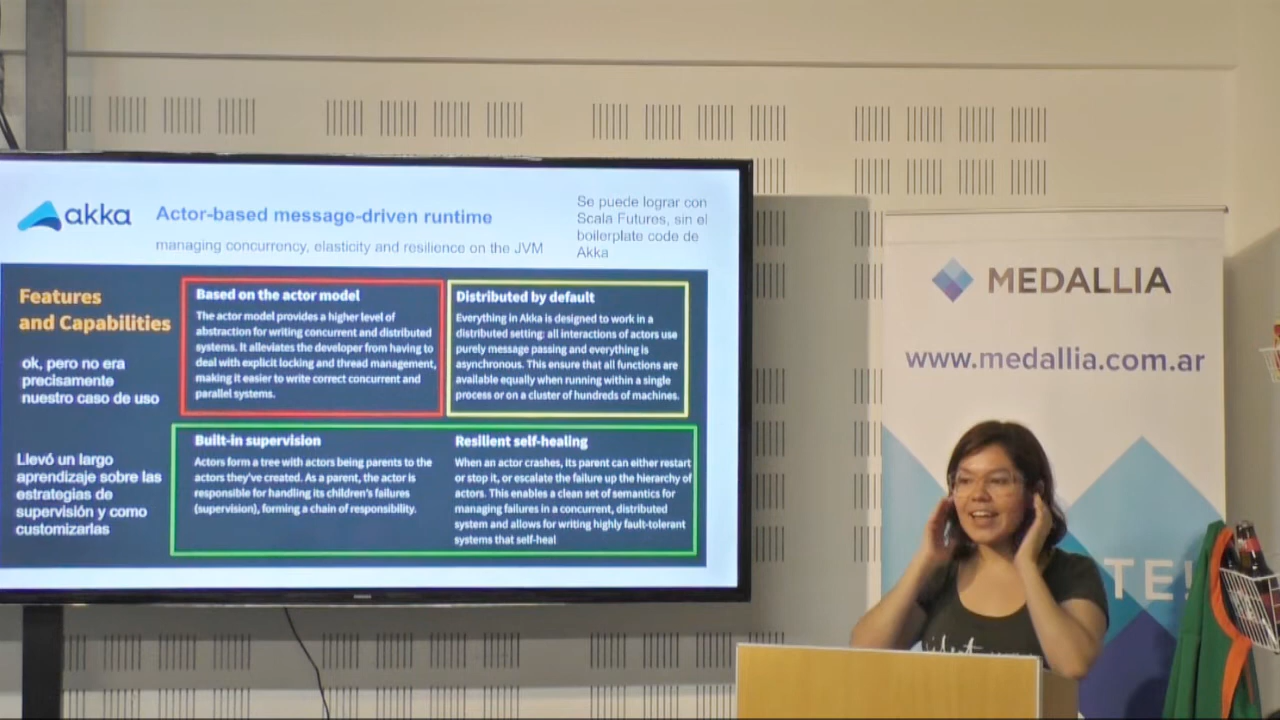 akka
Actor-based message-driven runtime
managing concurrency, elasticity and resilience on the JVM
Se puede lograr con
Scala Futures, sin el
boilerplate code de
Akka
Features
and Capabilities
ok, pero no era
precisamente
nuestro caso de uso
Based on the actor model
The actor model provides a higher level of
abstraction for writing concurrent and distributed
systems. It alleviates the developer from having to
deal with explicit locking and thread management,
making it easier to write correct concurrent and
parallel systems.
Distributed by default
Everything in Akka is designed to work in a
distributed setting: all interactions of actors use
purely message passing and everything is
asynchronous. This ensure that all functions are
available equally when running within a single
process or on a cluster of hundreds of machines.
Llevó un largo
aprendizaje sobre las
estrategias de
supervisión y como
customizarlas
Built-in supervision
Actors form a tree with actors being parents to the
actors they've created. As a parent, the actor is
responsible for handling its children's failures
(supervision), forming a chain of responsibility.
Resilient self-healing
When an actor crashes, its parent can either restart
or stop it, or escalate the failure up the hierarchy of
actors. This enables a clean set of semantics for
managing failures in a concurrent, distributed
system and allows for writing highly fault-tolerant
systems that self-heal
MEDALLIA
www.medallia.com.ar
TE!